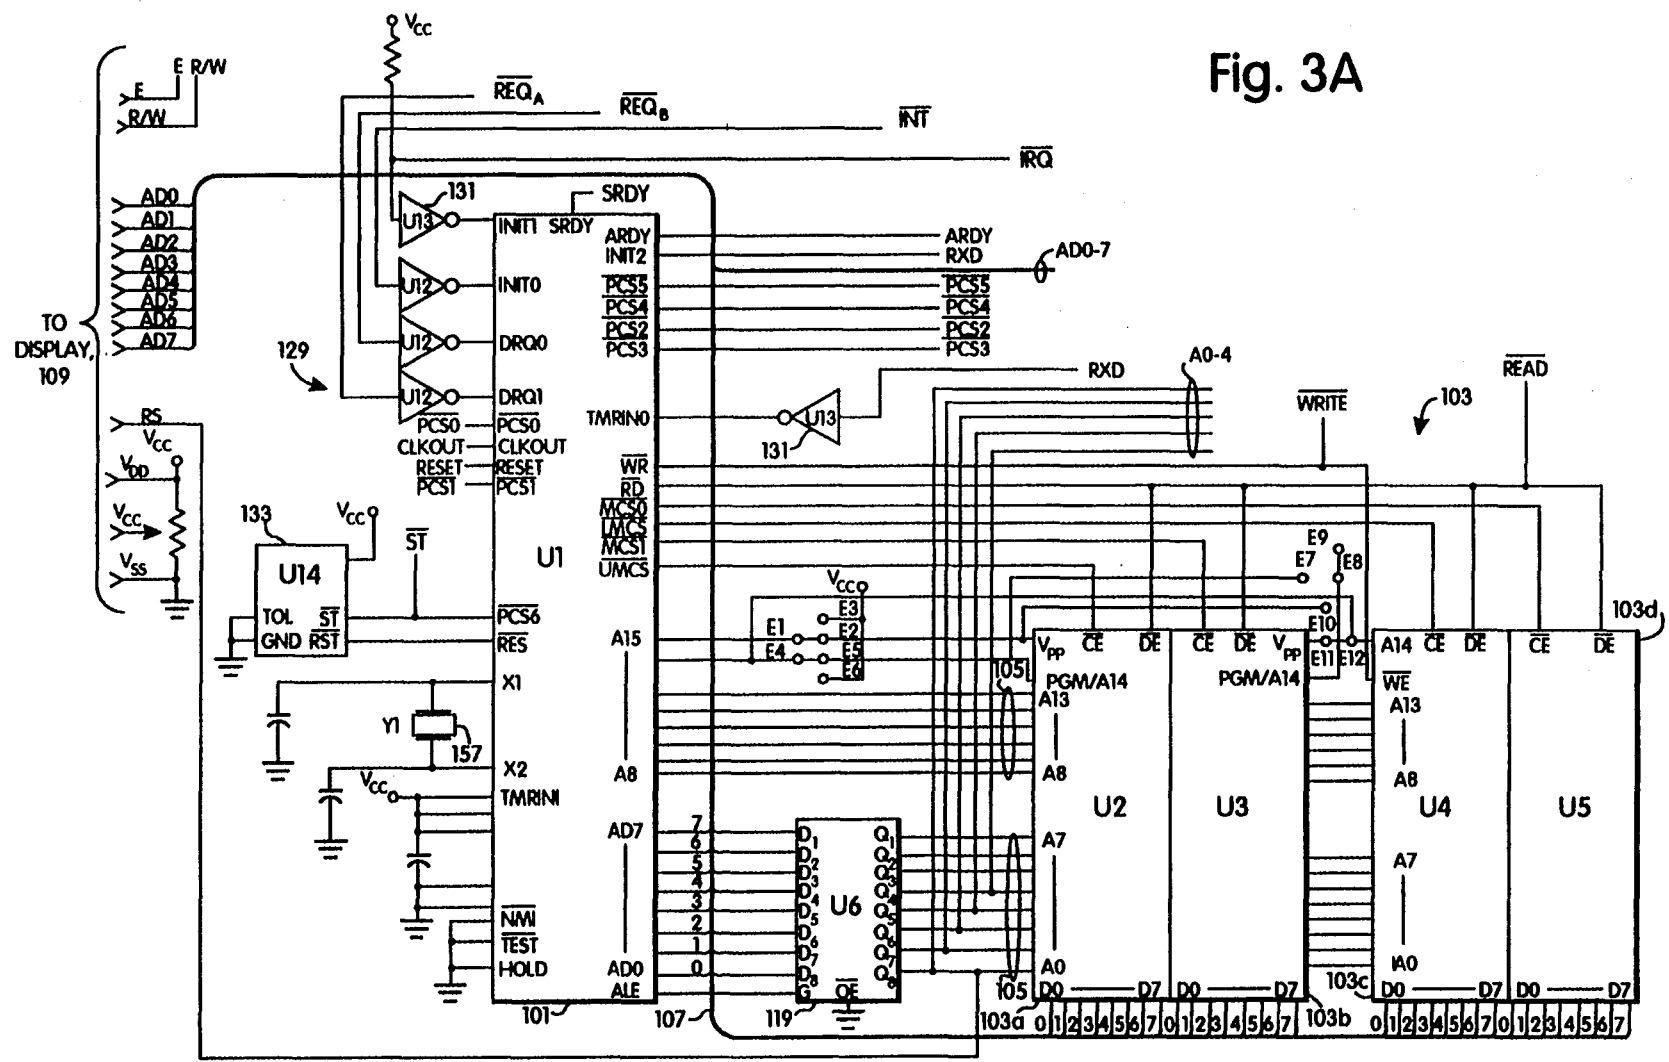 Fig. 3A
VCC
E R/W
E
R/W
REQA
REQB
INT
IRQ
AD0
AD1
AD2
AD3
AD4
AD5
AD6
AD7
TO
DISPLAY,
109
131
U13
U12
U12
U12
129
SRDY
INIT1 SRDY
INIT0
DRQ0
DRQ1
PCS0 PCS0
CLKOUT CLKOUT
RESET RESET
PCS1 PCS1
ARDY ARDY
INIT2 RXD
AD0-7
PCS5 PCS5
PCS4 PCS4
PCS2 PCS2
PCS3 PCS3
RXD
TMRIN0
U13
131
A0-4
WRITE
READ
103
WR
RD
MCS0
LMCS
MCS1
UMCS
U1
RS
VCC
VDD
VCC
VSS
133
VCC
U14
TOL ST
GND RST
ST
PCS6
RES
X1
Y1
157
X2
VCC
TMRIN1
NMI
TEST
HOLD
A15
A8
AD7
AD0
ALE
101
7
6
5
4
3
2
1
0
107
VCC
E3
E1 E2
E4 E5
E6
D1 Q1
D2 Q2
D3 Q3
D4 Q4
D5 Q5
D6 Q6
D7 Q7
D8 Q8
G OE
U6
119
105
105
E9
E7 E8
E10
E11 E12
VPP CE OE CE OE VPP
PGM/A14 PGM/A14
A13
A8
U2 U3
A7
A0
D0 D7 D0 D7
103a
0 1 2 3 4 5 6 7 0 1 2 3 4 5 6 7
103b
103d
A14 CE OE CE OE
WE
A13
A8
U4 U5
A7
A0
103c
D0 D7 D0 D7
0 1 2 3 4 5 6 7 0 1 2 3 4 5 6 7